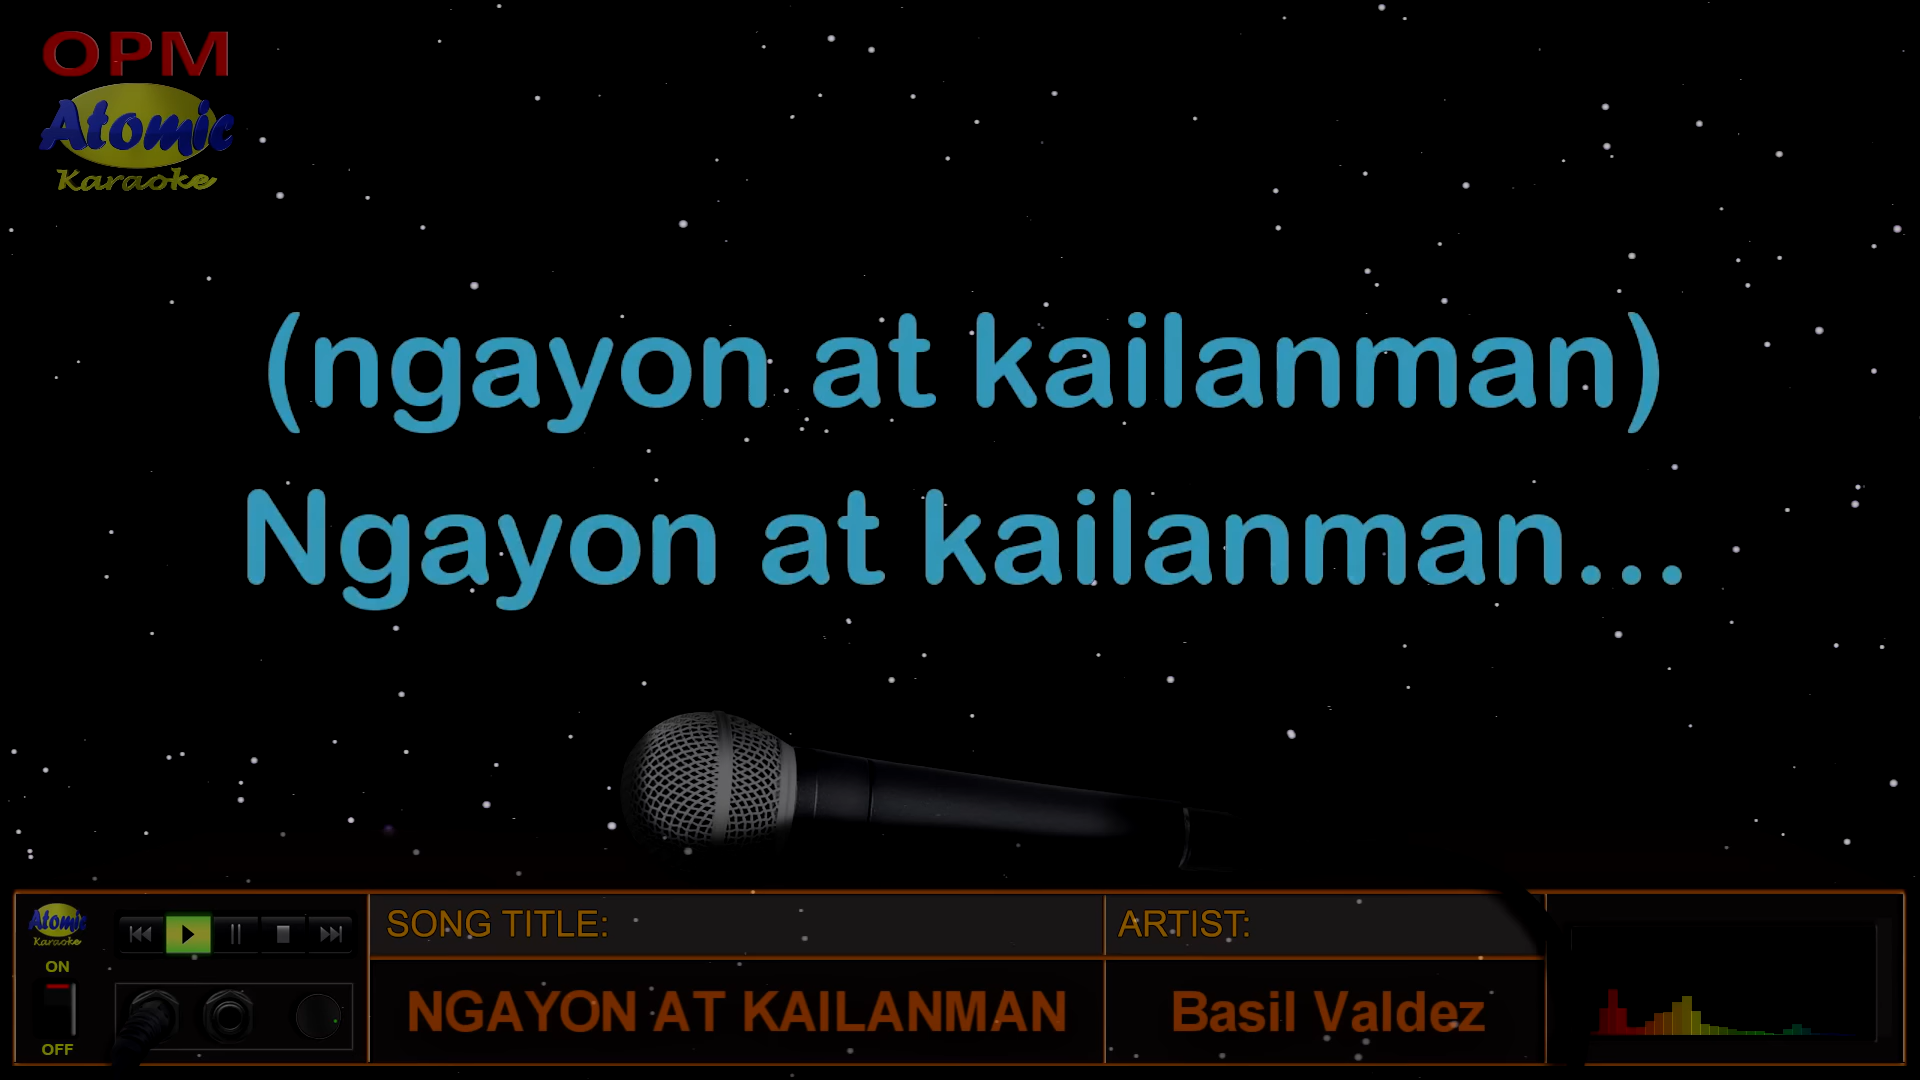 OPM
Atomic
Karaoke
(ngayon at kailanman)
Ngayon at kailanman...
Atomic
Karaoke
ON
OFF
SONG TITLE:
NGAYON AT KAILANMAN
ARTIST:
Basil Valdez